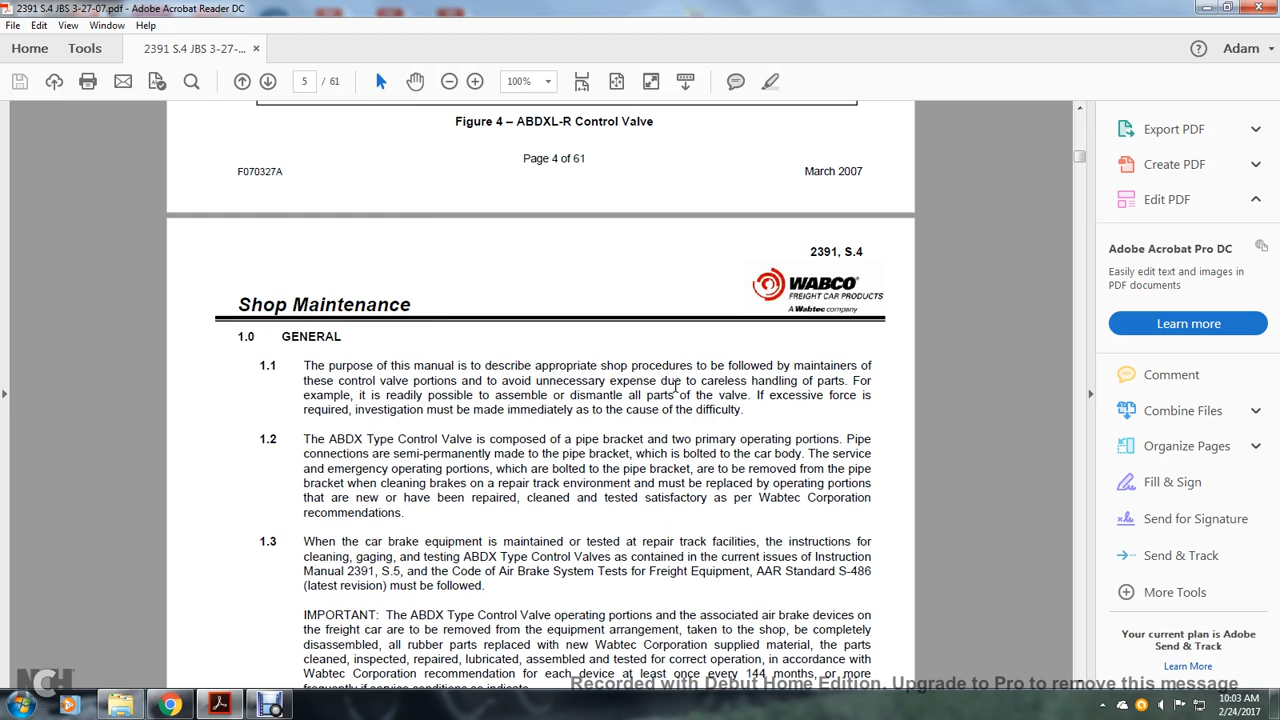 2391 S.4 JBS 3-27-07.pdf - Adobe Acrobat Reader DC
File Edit View Window Help
Home Tools 2391 S.4 JBS 3-27-... × Adam
5 / 61 100%
Figure 4 – ABDXL-R Control Valve
Page 4 of 61
F070327A March 2007
2391, S.4
WABCO®
FREIGHT CAR PRODUCTS
A Wabtec company
Shop Maintenance
1.0 GENERAL
1.1 The purpose of this manual is to describe appropriate shop procedures to be followed by maintainers of
these control valve portions and to avoid unnecessary expense due to careless handling of parts. For
example, it is readily possible to assemble or dismantle all parts of the valve. If excessive force is
required, investigation must be made immediately as to the cause of the difficulty.
1.2 The ABDX Type Control Valve is composed of a pipe bracket and two primary operating portions. Pipe
connections are semi-permanently made to the pipe bracket, which is bolted to the car body. The service
and emergency operating portions, which are bolted to the pipe bracket, are to be removed from the pipe
bracket when cleaning brakes on a repair track environment and must be replaced by operating portions
that are new or have been repaired, cleaned and tested satisfactory as per Wabtec Corporation
recommendations.
1.3 When the car brake equipment is maintained or tested at repair track facilities, the instructions for
cleaning, gaging, and testing ABDX Type Control Valves as contained in the current issues of Instruction
Manual 2391, S.5, and the Code of Air Brake System Tests for Freight Equipment, AAR Standard S-486
(latest revision) must be followed.
IMPORTANT: The ABDX Type Control Valve operating portions and the associated air brake devices on
the freight car are to be removed from the equipment arrangement, taken to the shop, be completely
disassembled, all rubber parts replaced with new Wabtec Corporation supplied material, the parts
cleaned, inspected, repaired, lubricated, assembled and tested for correct operation, in accordance with
Wabtec Corporation recommendation for each device at least once every 144 months, or more
frequently if service conditions so indicate.
Export PDF
Create PDF
Edit PDF
Adobe Acrobat Pro DC
Easily edit text and images in
PDF documents
Learn more
Comment
Combine Files
Organize Pages
Fill & Sign
Send for Signature
Send & Track
More Tools
Your current plan is Adobe
Send & Track
Learn More
NCH
Recorded with Debut Home Edition. Upgrade to Pro to remove this message
10:03 AM
2/24/2017